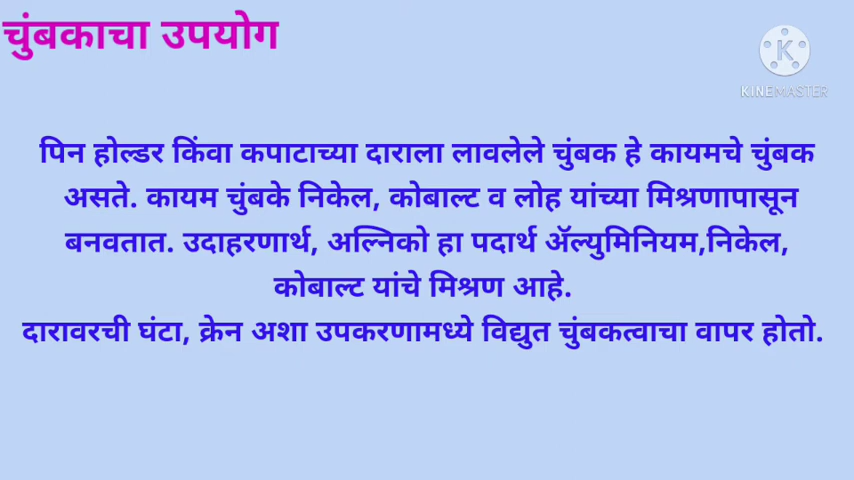 चुंबकाचा उपयोग
KINEMASTER
पिन होल्डर किंवा कपाटाच्या दाराला लावलेले चुंबक हे कायमचे चुंबक
असते. कायम चुंबके निकेल, कोबाल्ट व लोह यांच्या मिश्रणापासून
बनवतात. उदाहरणार्थ, अल्निको हा पदार्थ ॲल्युमिनियम,निकेल,
कोबाल्ट यांचे मिश्रण आहे.
दारावरची घंटा, क्रेन अशा उपकरणामध्ये विद्युत चुंबकत्वाचा वापर होतो.